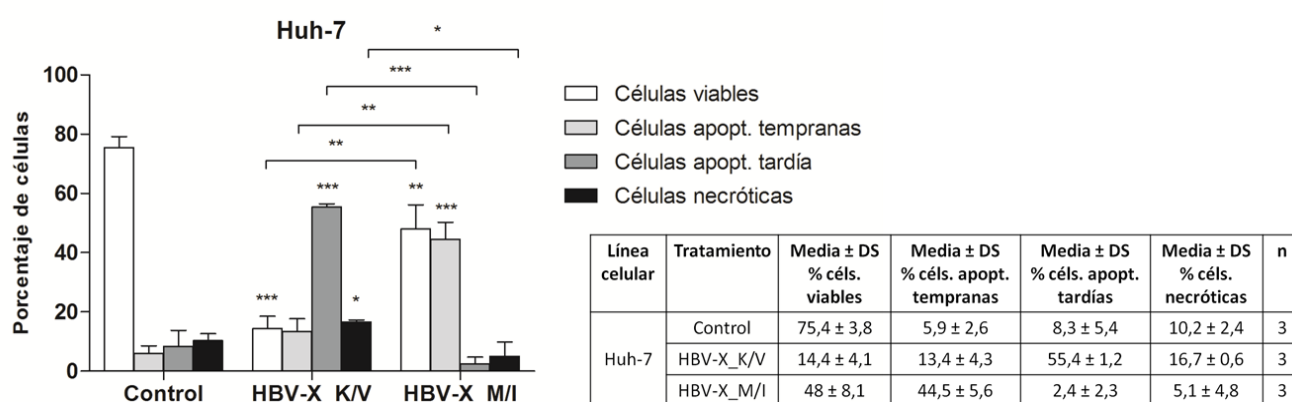 Huh-7
Porcentaje de células
100
80
60
40
20
0
*
***
**
**
***
***
*
**
***
Control
HBV-X_K/V
HBV-X_M/I
Células viables
Células apopt. tempranas
Células apopt. tardía
Células necróticas
Línea celular Tratamiento Media ± DS % céls. viables Media ± DS % céls. apopt. tempranas Media ± DS % céls. apopt. tardías Media ± DS % céls. necróticas n
Huh-7
Control 75,4 ± 3,8 5,9 ± 2,6 8,3 ± 5,4 10,2 ± 2,4 3
HBV-X_K/V 14,4 ± 4,1 13,4 ± 4,3 55,4 ± 1,2 16,7 ± 0,6 3
HBV-X_M/I 48 ± 8,1 44,5 ± 5,6 2,4 ± 2,3 5,1 ± 4,8 3